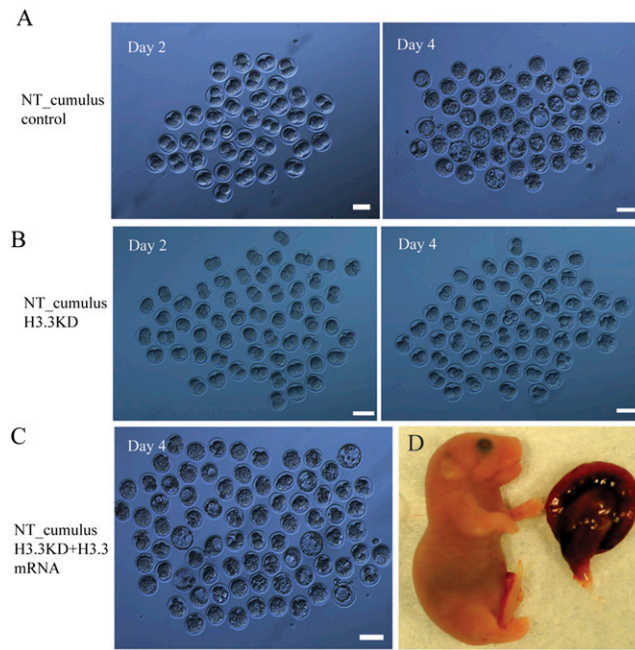 A
Day 2
Day 4
NT_cumulus
control
B
Day 2
Day 4
NT_cumulus
H3.3KD
C
Day 4
D
NT_cumulus
H3.3KD+H3.3
mRNA